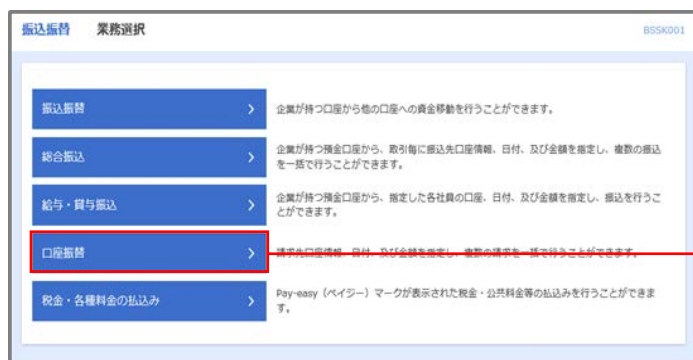 振込振替 業務選択 BSSK001
振込振替 企業が持つ口座から他の口座への資金移動を行うことができます。
総合振込 企業が持つ預金口座から、取引毎に振込先口座情報、日付、及び金額を指定し、複数の振込
を一括で行うことができます。
給与・賞与振込 企業が持つ預金口座から、指定した各社員の口座、日付、及び金額を指定し、振込を行うこ
とができます。
口座振替 請求先口座情報、日付、及び金額を指定し、複数の請求を一括で行うことができます。
税金・各種料金の払込み Pay-easy（ペイジー）マークが表示された税金・公共料金等の払込みを行うことができま
す。